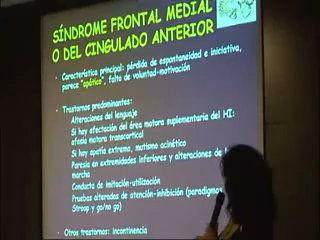 SÍNDROME FRONTAL MEDIAL
O DEL CINGULADO ANTERIOR
- Característica principal: pérdida de espontaneidad e iniciativa,
parece "apático", falta de voluntad-motivación
- Trastornos predominantes:
Alteraciones del lenguaje
Si hay afectación del área motora suplementaria del HI:
afasia motora transcortical
Si hay apatía extrema, mutismo acinético
Paresia en extremidades inferiores y alteraciones de la
marcha
Conducta de imitación-utilización
Pruebas alteradas de atención-inhibición (paradigmas
Stroop y go/no go)
- Otros trastornos: incontinencia